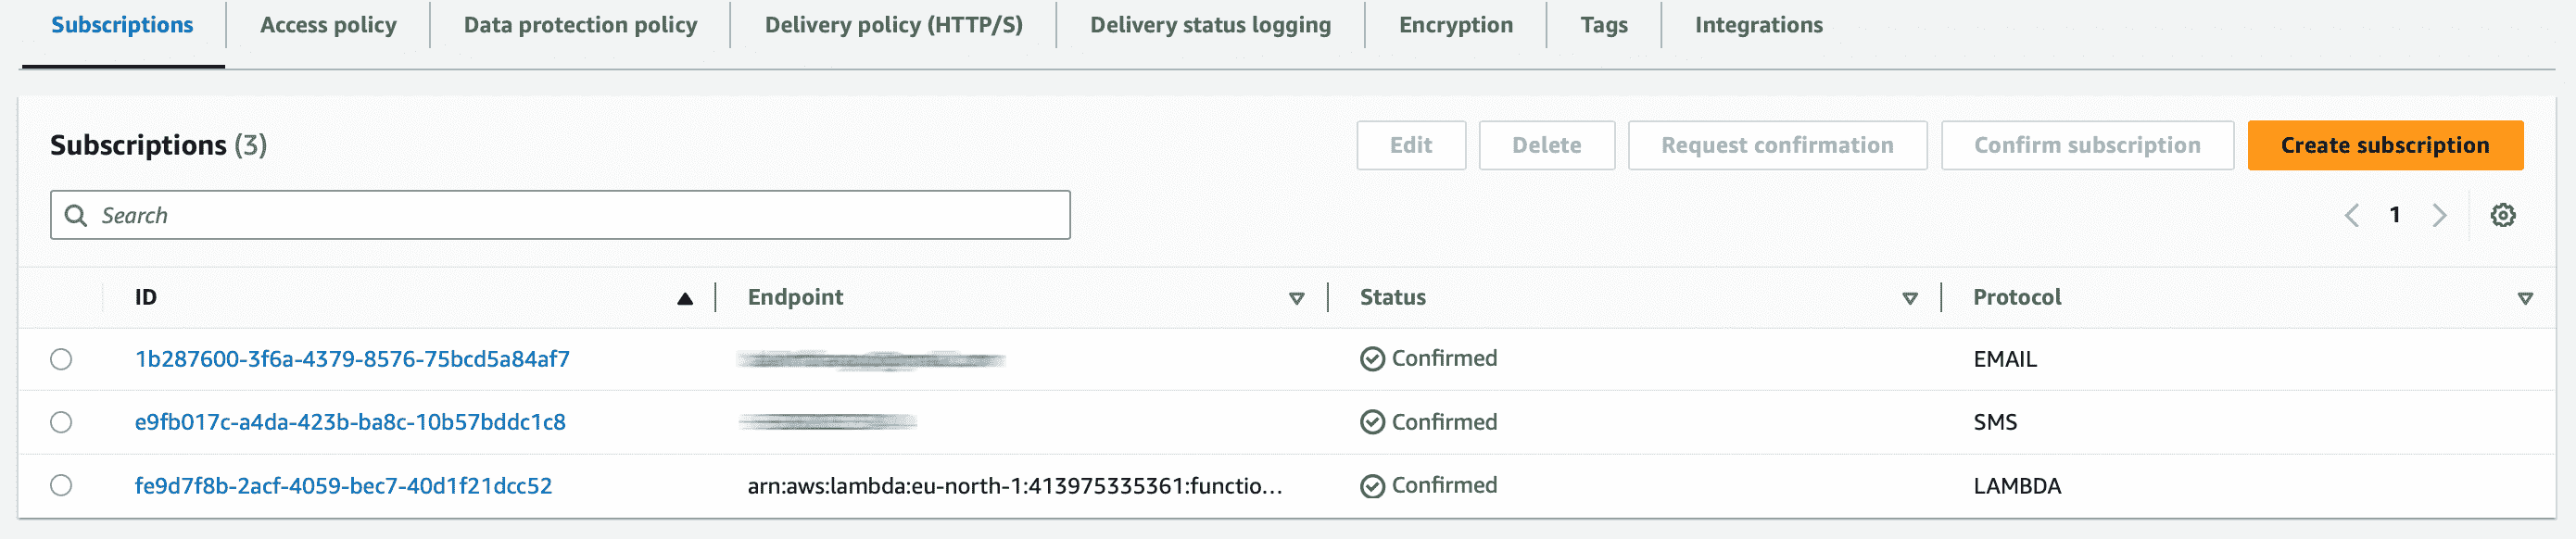 Subscriptions Access policy Data protection policy Delivery policy (HTTP/S) Delivery status logging Encryption Tags Integrations
Subscriptions (3) Edit Delete Request confirmation Confirm subscription Create subscription
Search 1
ID Endpoint Status Protocol
1b287600-3f6a-4379-8576-75bcd5a84af7 Confirmed EMAIL
e9fb017c-a4da-423b-ba8c-10b57bddc1c8 Confirmed SMS
fe9d7f8b-2acf-4059-bec7-40d1f21dcc52 arn:aws:lambda:eu-north-1:413975335361:functio... Confirmed LAMBDA